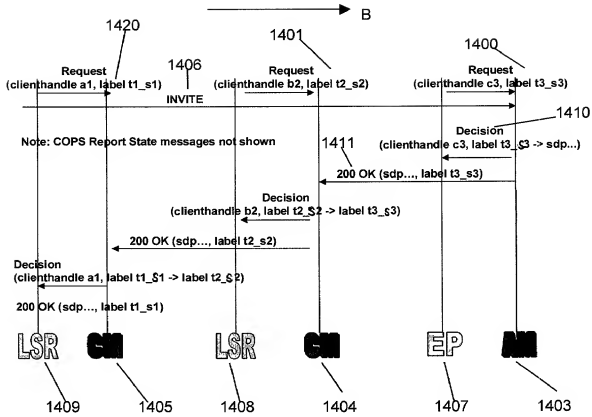 B
1420
1401
1400
1406
Request
(clienthandle a1, label t1_s1)
Request
(clienthandle b2, label t2_s2)
Request
(clienthandle c3, label t3_s3)
INVITE
1410
Note: COPS Report State messages not shown
1411
Decision
(clienthandle c3, label t3_s3 -> sdp...)
200 OK (sdp..., label t3_s3)
Decision
(clienthandle b2, label t2_s2 -> label t3_s3)
200 OK (sdp..., label t2_s2)
Decision
(clienthandle a1, label t1_s1 -> label t2_s2)
200 OK (sdp..., label t1_s1)
LSR
CM
LSR
CM
EP
AM
1409
1405
1408
1404
1407
1403